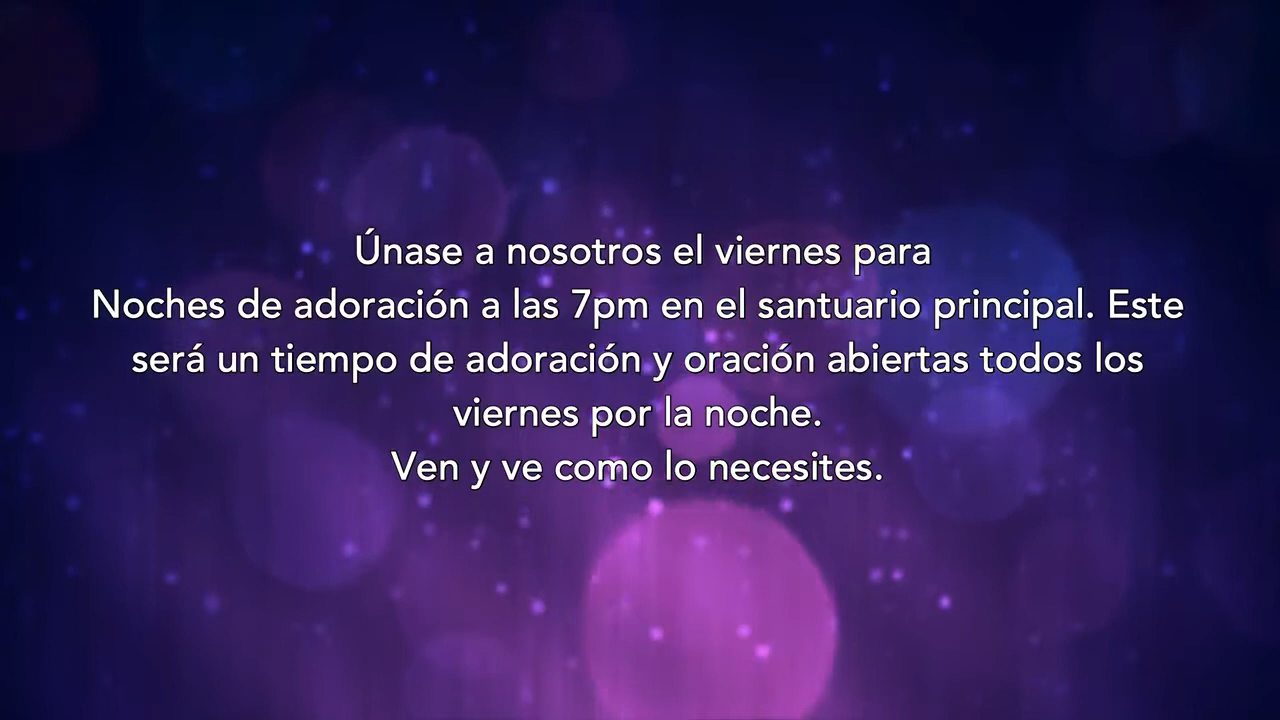 Únase a nosotros el viernes para
Noches de adoración a las 7pm en el santuario principal. Este
será un tiempo de adoración y oración abiertas todos los
viernes por la noche.
Ven y ve como lo necesites.